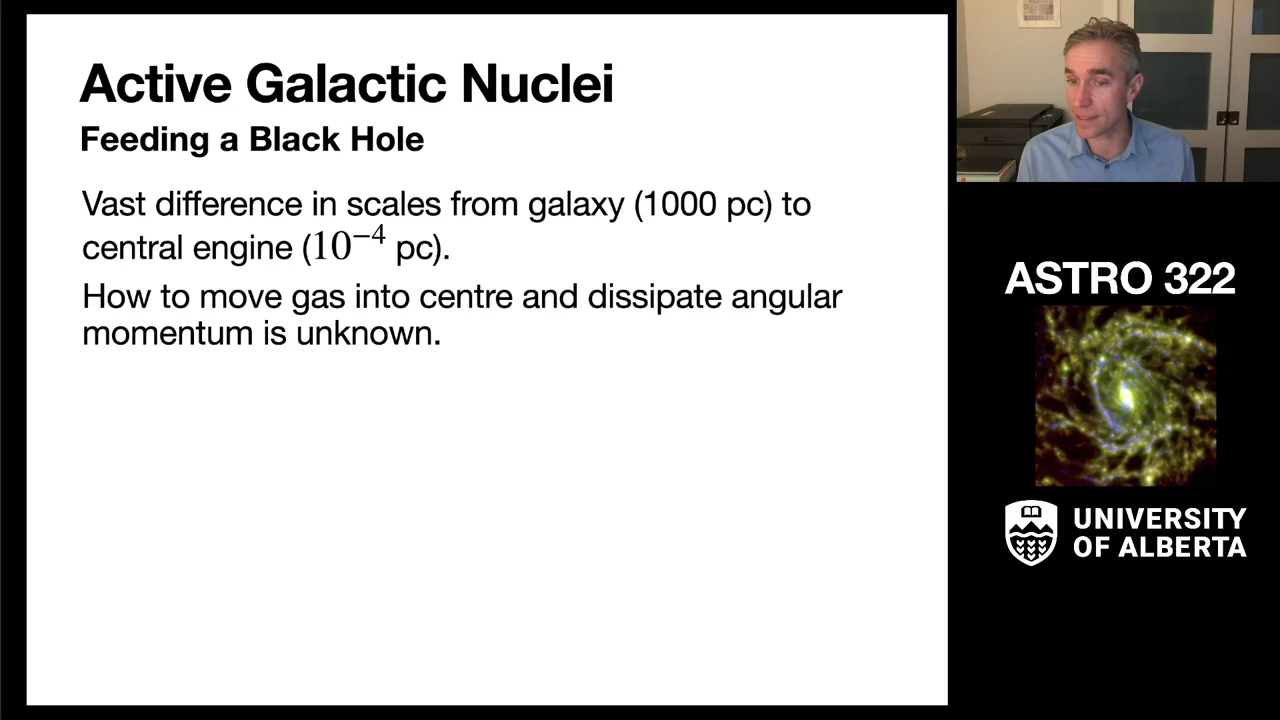 Active Galactic Nuclei
Feeding a Black Hole
Vast difference in scales from galaxy (1000 pc) to
central engine (10⁻⁴ pc).
How to move gas into centre and dissipate angular
momentum is unknown.
ASTRO 322
UNIVERSITY
OF ALBERTA